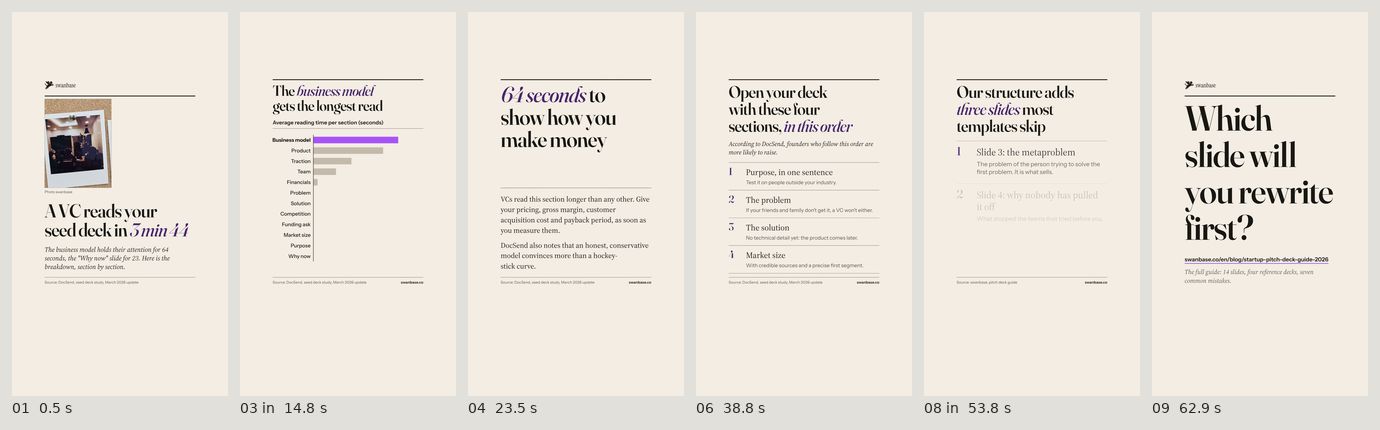 swanbase
Photo swanbase
A VC reads your
seed deck in 3 min 44
The business model holds their attention for 64
seconds, the "Why now" slide for 23. Here is the
breakdown, section by section.
Source: DocSend, seed deck study, March 2026 update
01 0.5 s
The business model
gets the longest read
Average reading time per section (seconds)
Business model
Product
Traction
Team
Financials
Problem
Solution
Competition
Funding ask
Market size
Purpose
Why now
Source: DocSend, seed deck study, March 2026 update
swanbase.co
03 in 14.8 s
64 seconds to
show how you
make money
VCs read this section longer than any other. Give
your pricing, gross margin, customer
acquisition cost and payback period, as soon as
you measure them.
DocSend also notes that an honest, conservative
model convinces more than a hockey-
stick curve.
Source: DocSend, seed deck study, March 2026 update
swanbase.co
04 23.5 s
Open your deck
with these four
sections, in this order
According to DocSend, founders who follow this order are
more likely to raise.
1 Purpose, in one sentence
Test it on people outside your industry.
2 The problem
If your friends and family don't get it, a VC won't either.
3 The solution
No technical detail yet: the product comes later.
4 Market size
With credible sources and a precise first segment.
Source: DocSend, seed deck study, March 2026 update
swanbase.co
06 38.8 s
Our structure adds
three slides most
templates skip
1 Slide 3: the metaproblem
The problem of the person trying to solve the
first problem. It is what sells.
2 Slide 4: why nobody has pulled
it off
What stopped the teams that tried before you.
Source: swanbase, pitch deck guide
swanbase.co
08 in 53.8 s
swanbase
Which
slide will
you rewrite
first?
swanbase.co/en/blog/startup-pitch-deck-guide-2026
The full guide: 14 slides, four reference decks, seven
common mistakes.
09 62.9 s